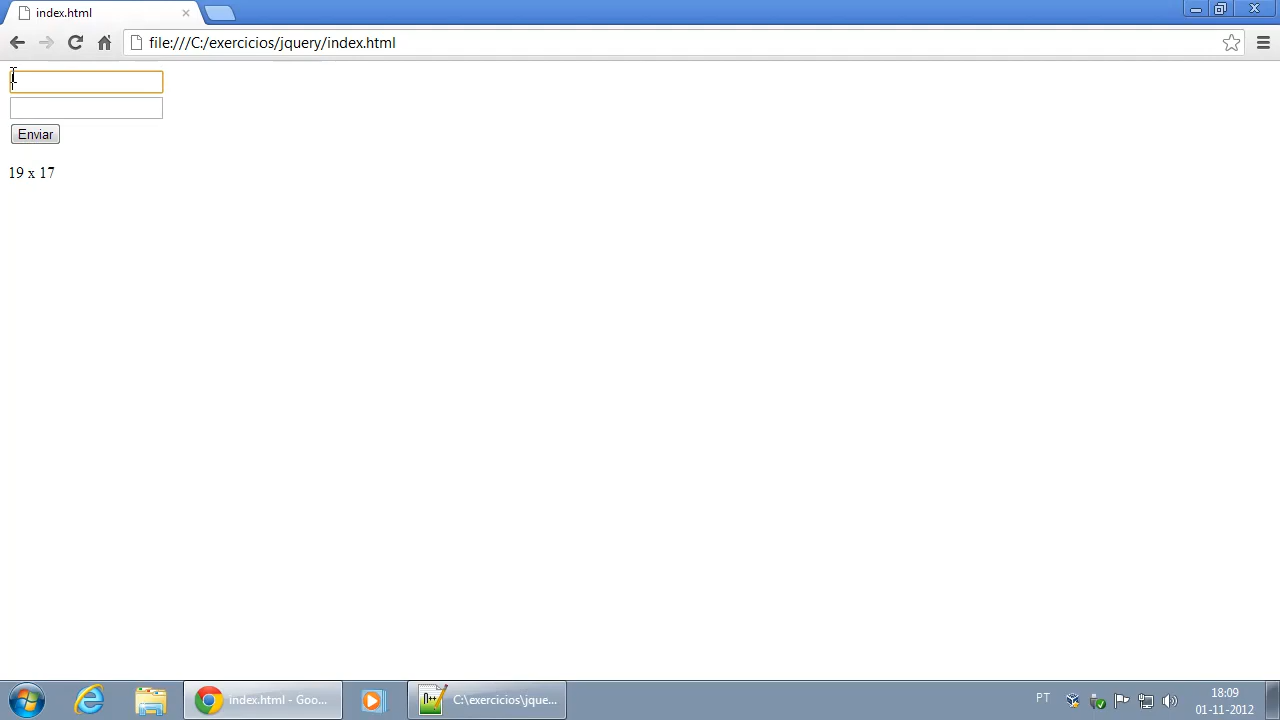 index.html
file:///C:/exercicios/jquery/index.html
Enviar
19 x 17
index.html - Goo...
C:\exercicios\jque...
PT
18:09
01-11-2012